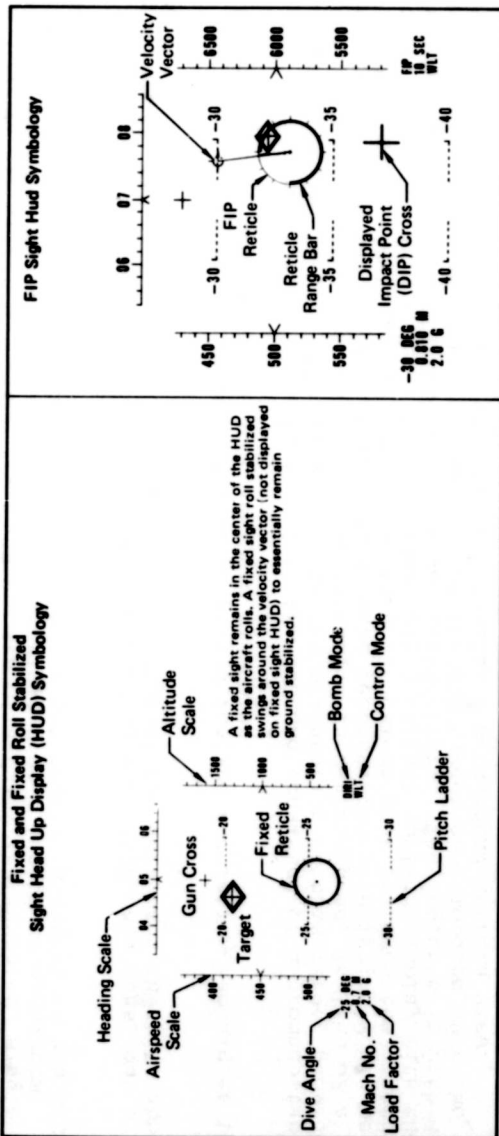 Fixed and Fixed Roll Stabilized
Sight Head Up Display (HUD) Symbology
Heading Scale
04 05 06
Airspeed
Scale
Altitude
Scale
400
450
500
1500
1000
500
Gun Cross
-20 -20
Target
Fixed
Reticle
-25 -25
-30 -30
A fixed sight remains in the center of the HUD
as the aircraft rolls. A fixed sight roll stabilized
swings around the velocity vector (not displayed
on fixed sight HUD) to essentially remain
ground stabilized.
Dive Angle
Mach No.
Load Factor
-25 DEG
0.7 M
2.0 G
WLT
Bomb Mode
Control Mode
Pitch Ladder
FIP Sight Hud Symbology
06 07 08
Velocity
Vector
450
500
550
6500
6000
5500
-30 -30
FIP
Reticle
Reticle
Range Bar
-35 -35
Displayed
Impact Point
(DIP) Cross
-40 -40
-30 DEG
0.810 M
2.0 G
FIP
10 SEC
WLT